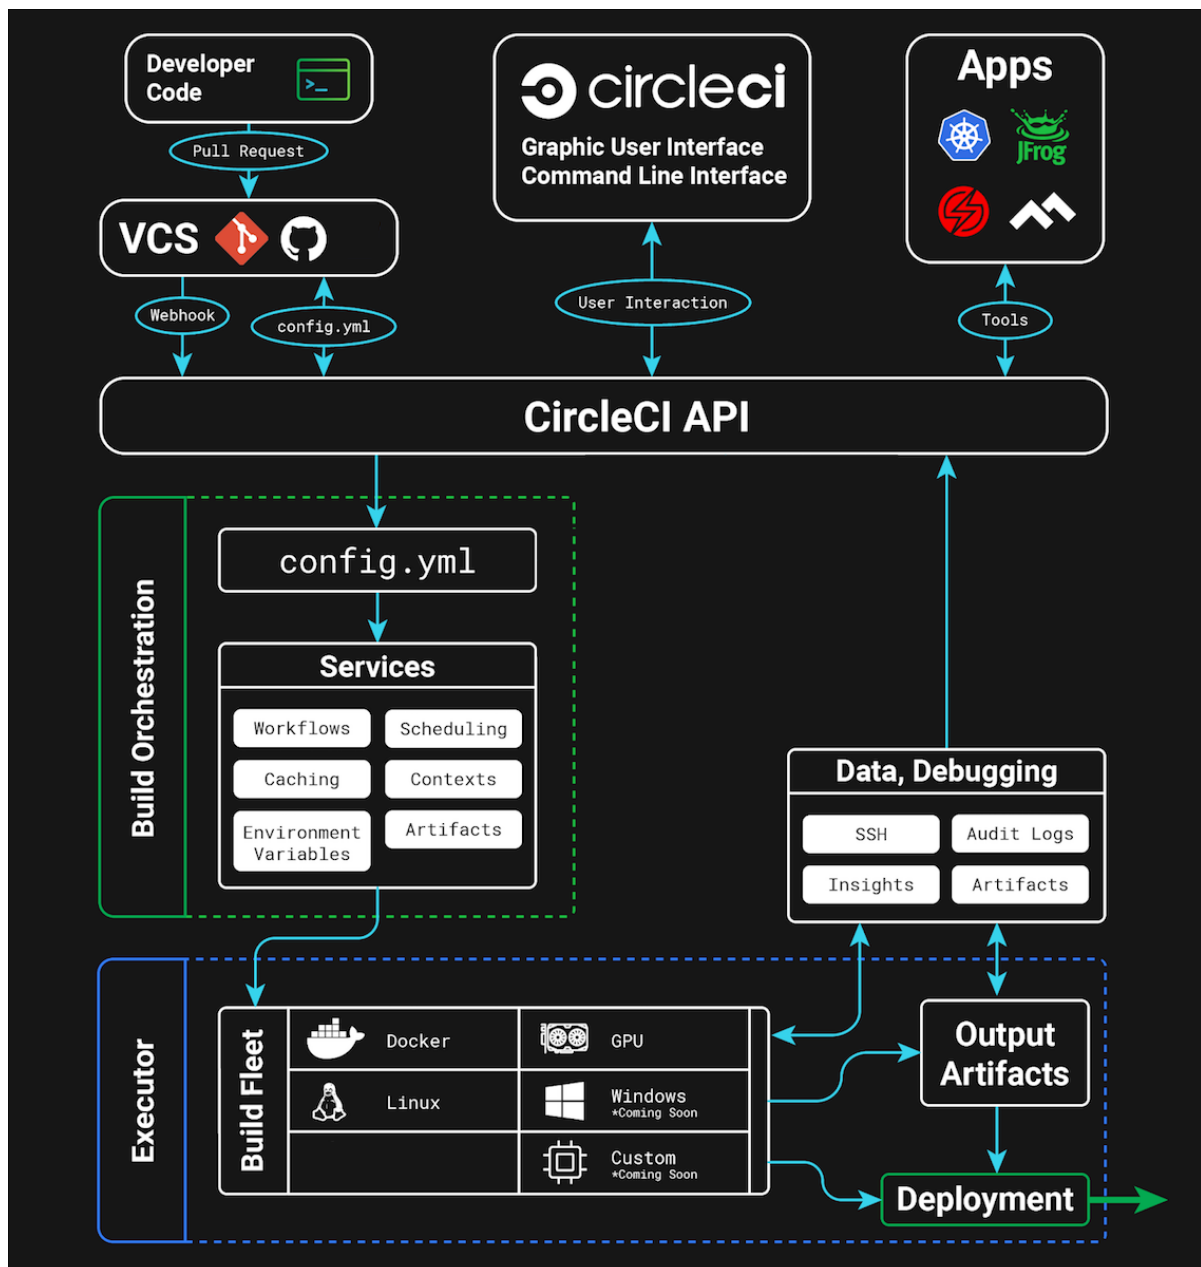 Developer
Code
>_
Pull Request
VCS
Webhook
config.yml
circleci
Graphic User Interface
Command Line Interface
User Interaction
Apps
JFrog
Tools
CircleCI API
Build Orchestration
config.yml
Services
Workflows
Scheduling
Caching
Contexts
Environment
Variables
Artifacts
Data, Debugging
SSH
Audit Logs
Insights
Artifacts
Executor
Build Fleet
Docker
GPU
Linux
Windows
*Coming Soon
Custom
*Coming Soon
Output
Artifacts
Deployment